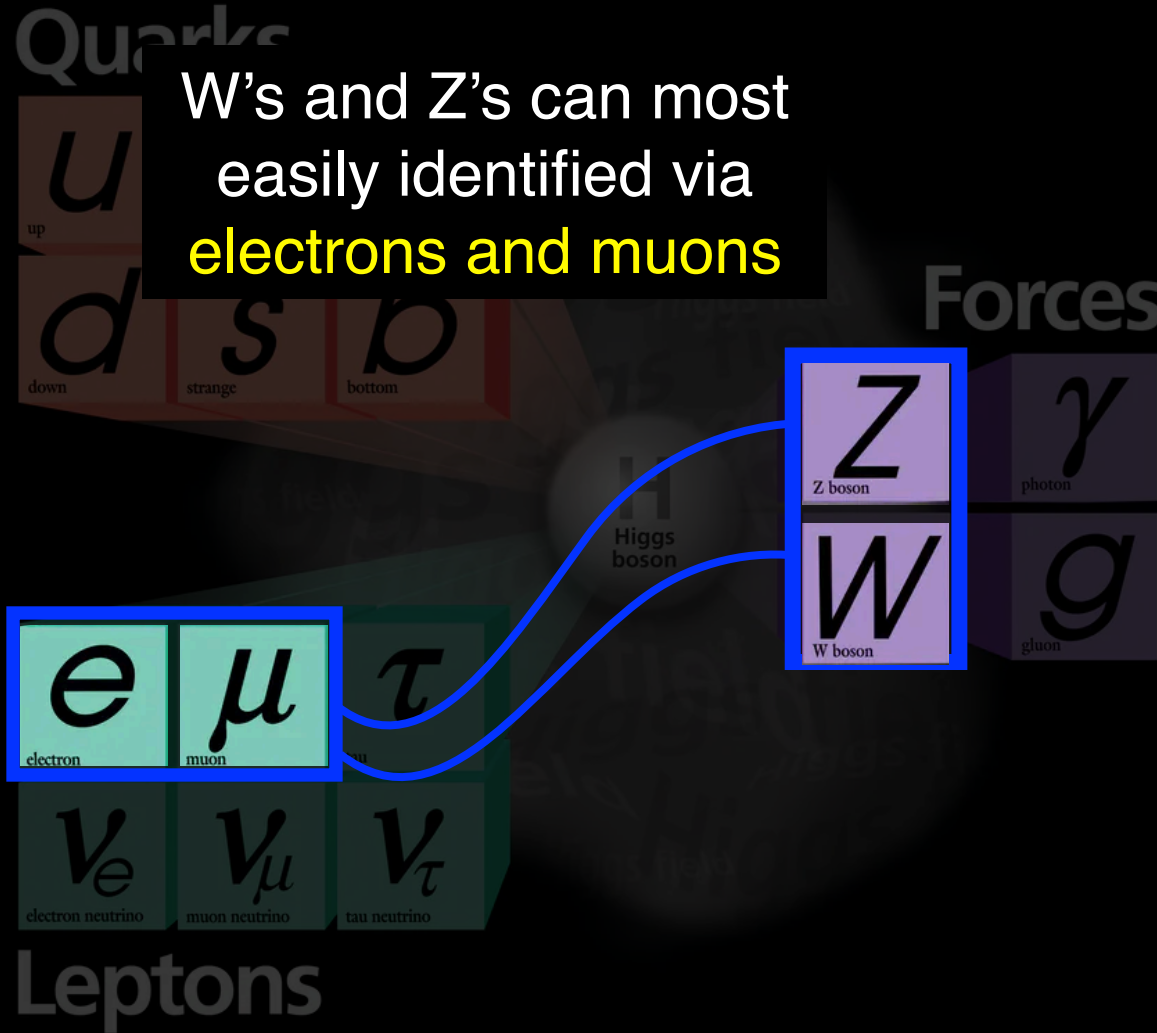 Quarks
W’s and Z’s can most
easily identified via
electrons and muons
u
up
d
down
s
strange
b
bottom
Forces
Z
Z boson
γ
photon
H
Higgs
boson
W
W boson
g
gluon
e
electron
μ
muon
τ
νe
electron neutrino
νμ
muon neutrino
ντ
tau neutrino
Leptons